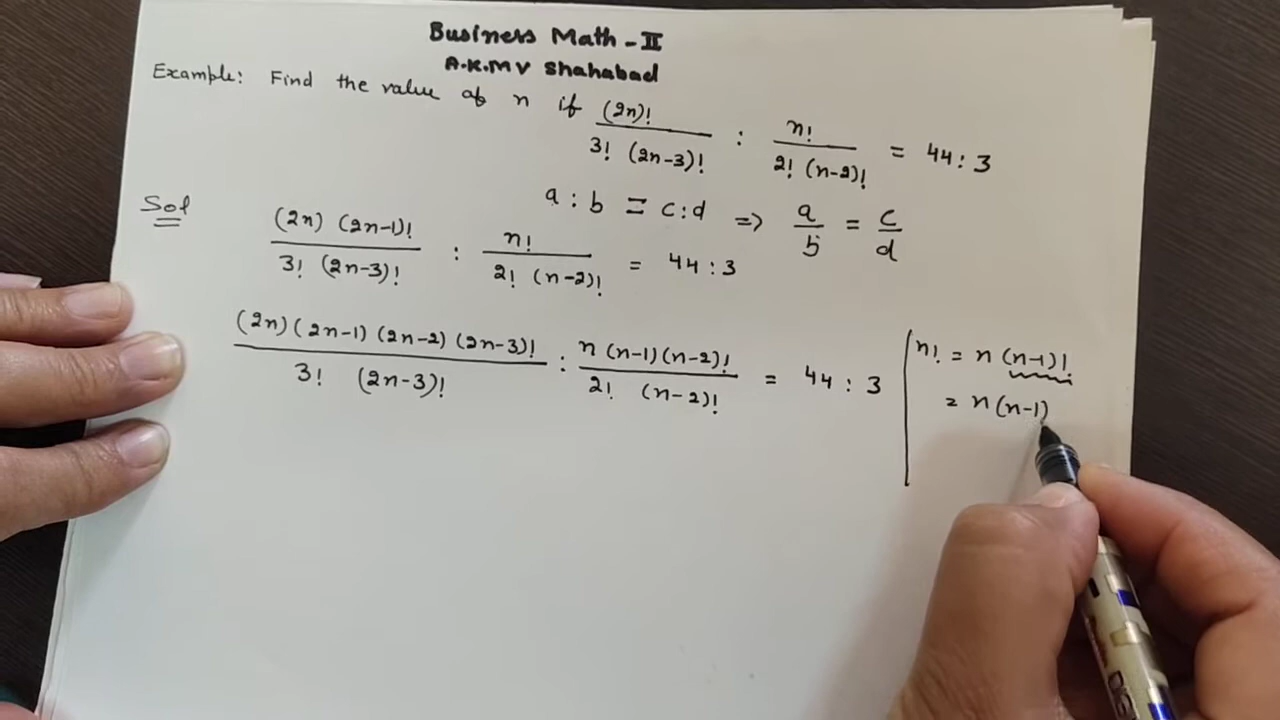 Business Math - II
A.K.M V Shahabad
Example: Find the value of n if (2n)! / 3! (2n-3)! : n! / 2! (n-2)! = 44 : 3
a : b = c : d => a/b = c/d
Sol
(2n) (2n-1)! / 3! (2n-3)! : n! / 2! (n-2)! = 44 : 3
(2n) (2n-1) (2n-2) (2n-3)! / 3! (2n-3)! : n (n-1) (n-2)! / 2! (n-2)! = 44 : 3
n! = n (n-1)!
= n (n-1)